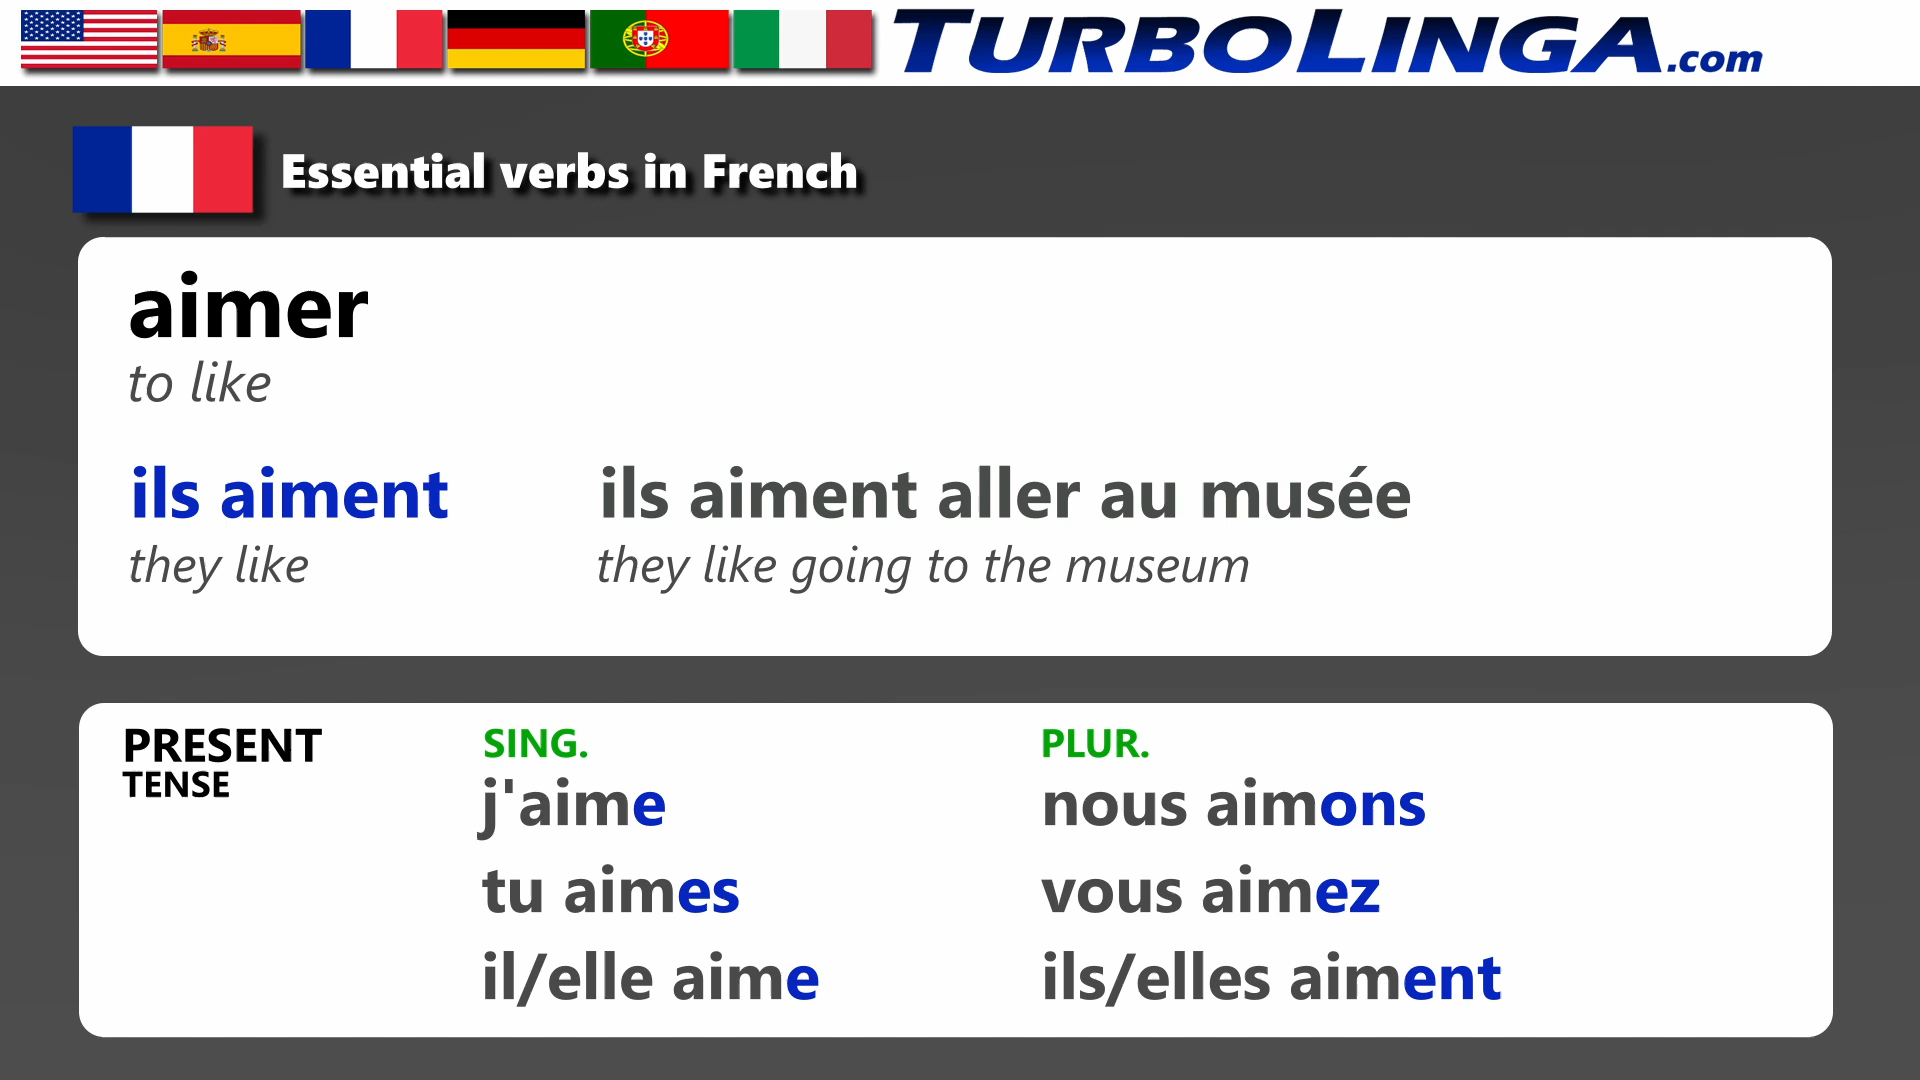 TURBOLINGA.com
Essential verbs in French
aimer
to like
ils aiment
they like
ils aiment aller au musée
they like going to the museum
PRESENT
TENSE
SING.
j'aime
tu aimes
il/elle aime
PLUR.
nous aimons
vous aimez
ils/elles aiment